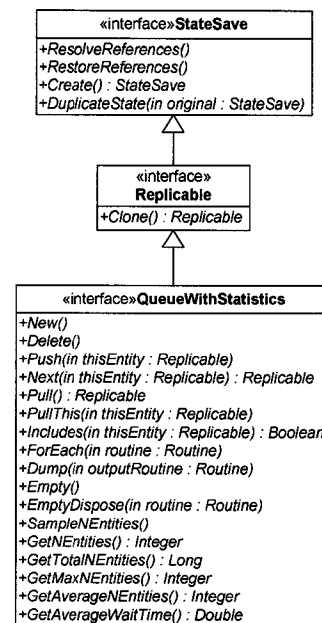 «interface»StateSave
+ResolveReferences()
+RestoreReferences()
+Create() : StateSave
+DuplicateState(in original : StateSave)
«interface»
Replicable
+Clone() : Replicable
«interface»QueueWithStatistics
+New()
+Delete()
+Push(in thisEntity : Replicable)
+Next(in thisEntity : Replicable) : Replicable
+Pull() : Replicable
+PullThis(in thisEntity : Replicable)
+Includes(in thisEntity : Replicable) : Boolean
+ForEach(in routine : Routine)
+Dump(in outputRoutine : Routine)
+Empty()
+EmptyDispose(in routine : Routine)
+SampleNEntities()
+GetNEntities() : Integer
+GetTotalNEntities() : Long
+GetMaxNEntities() : Integer
+GetAverageNEntities() : Integer
+GetAverageWaitTime() : Double